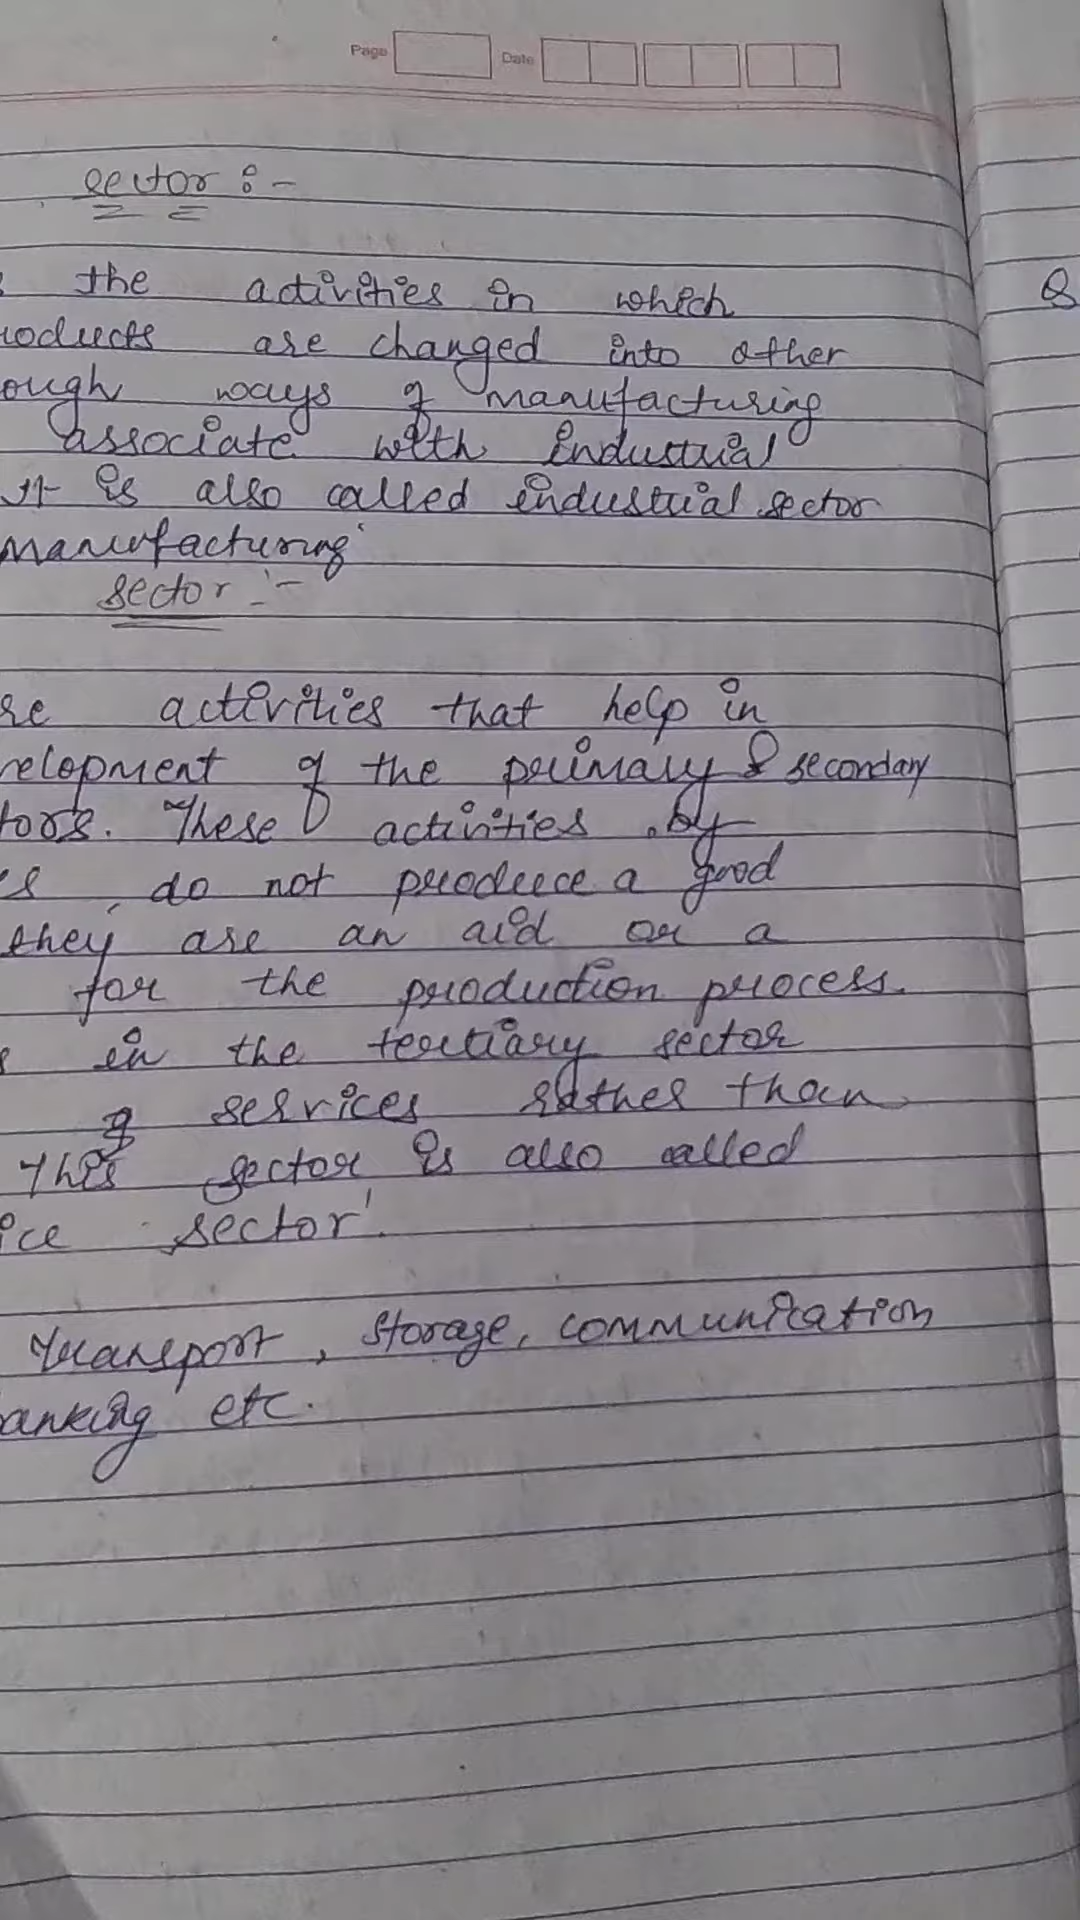 Page Date
sector :-
the activities in which
roducts are changed into other
ough ways of manufacturing
associate with industrial
It is also called industrial sector
manufacturing
sector :-
re activities that help in
velopment of the primary & secondary
tors. These activities by
es do not produce a good
they are an aid or a
for the production process.
s in the tertiary sector
of services rather than
This sector is also called
ice sector'.
Transport, storage, communication
anking etc.